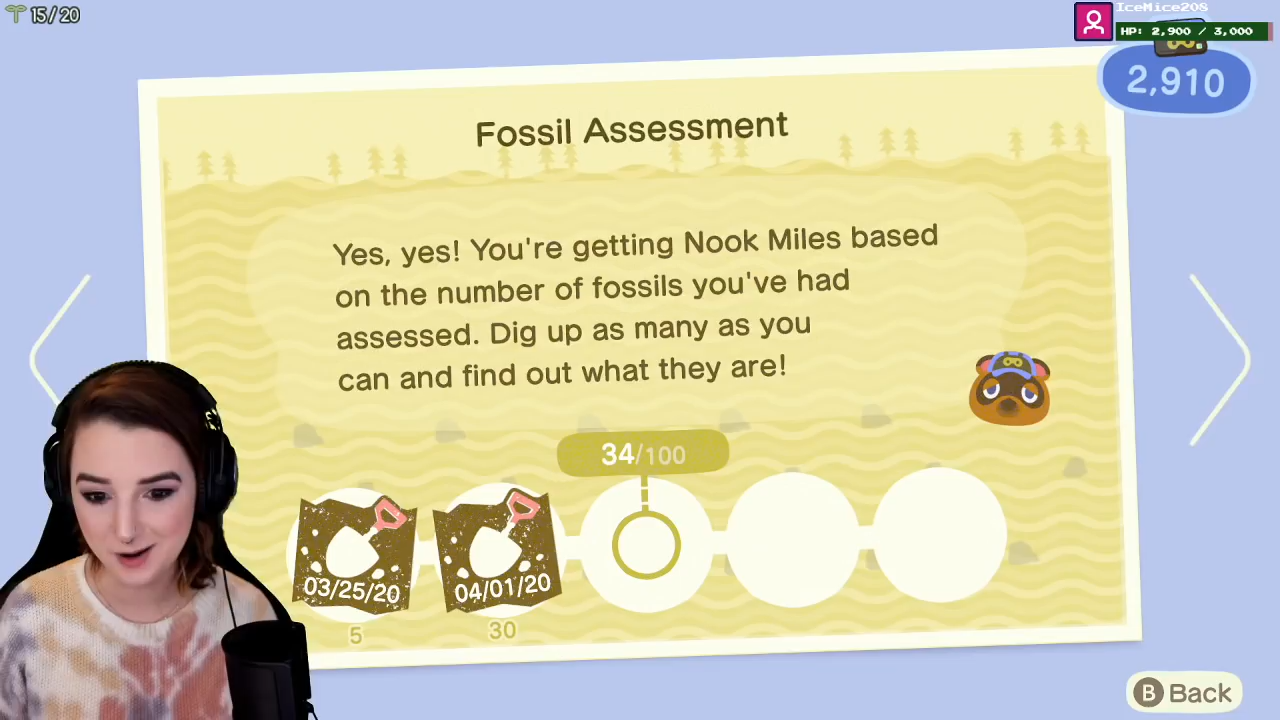 15/20
IceMice208
HP: 2,900 / 3,000
2,910
Fossil Assessment
Yes, yes! You're getting Nook Miles based
on the number of fossils you've had
assessed. Dig up as many as you
can and find out what they are!
34/100
03/25/20
04/01/20
5
30
B Back